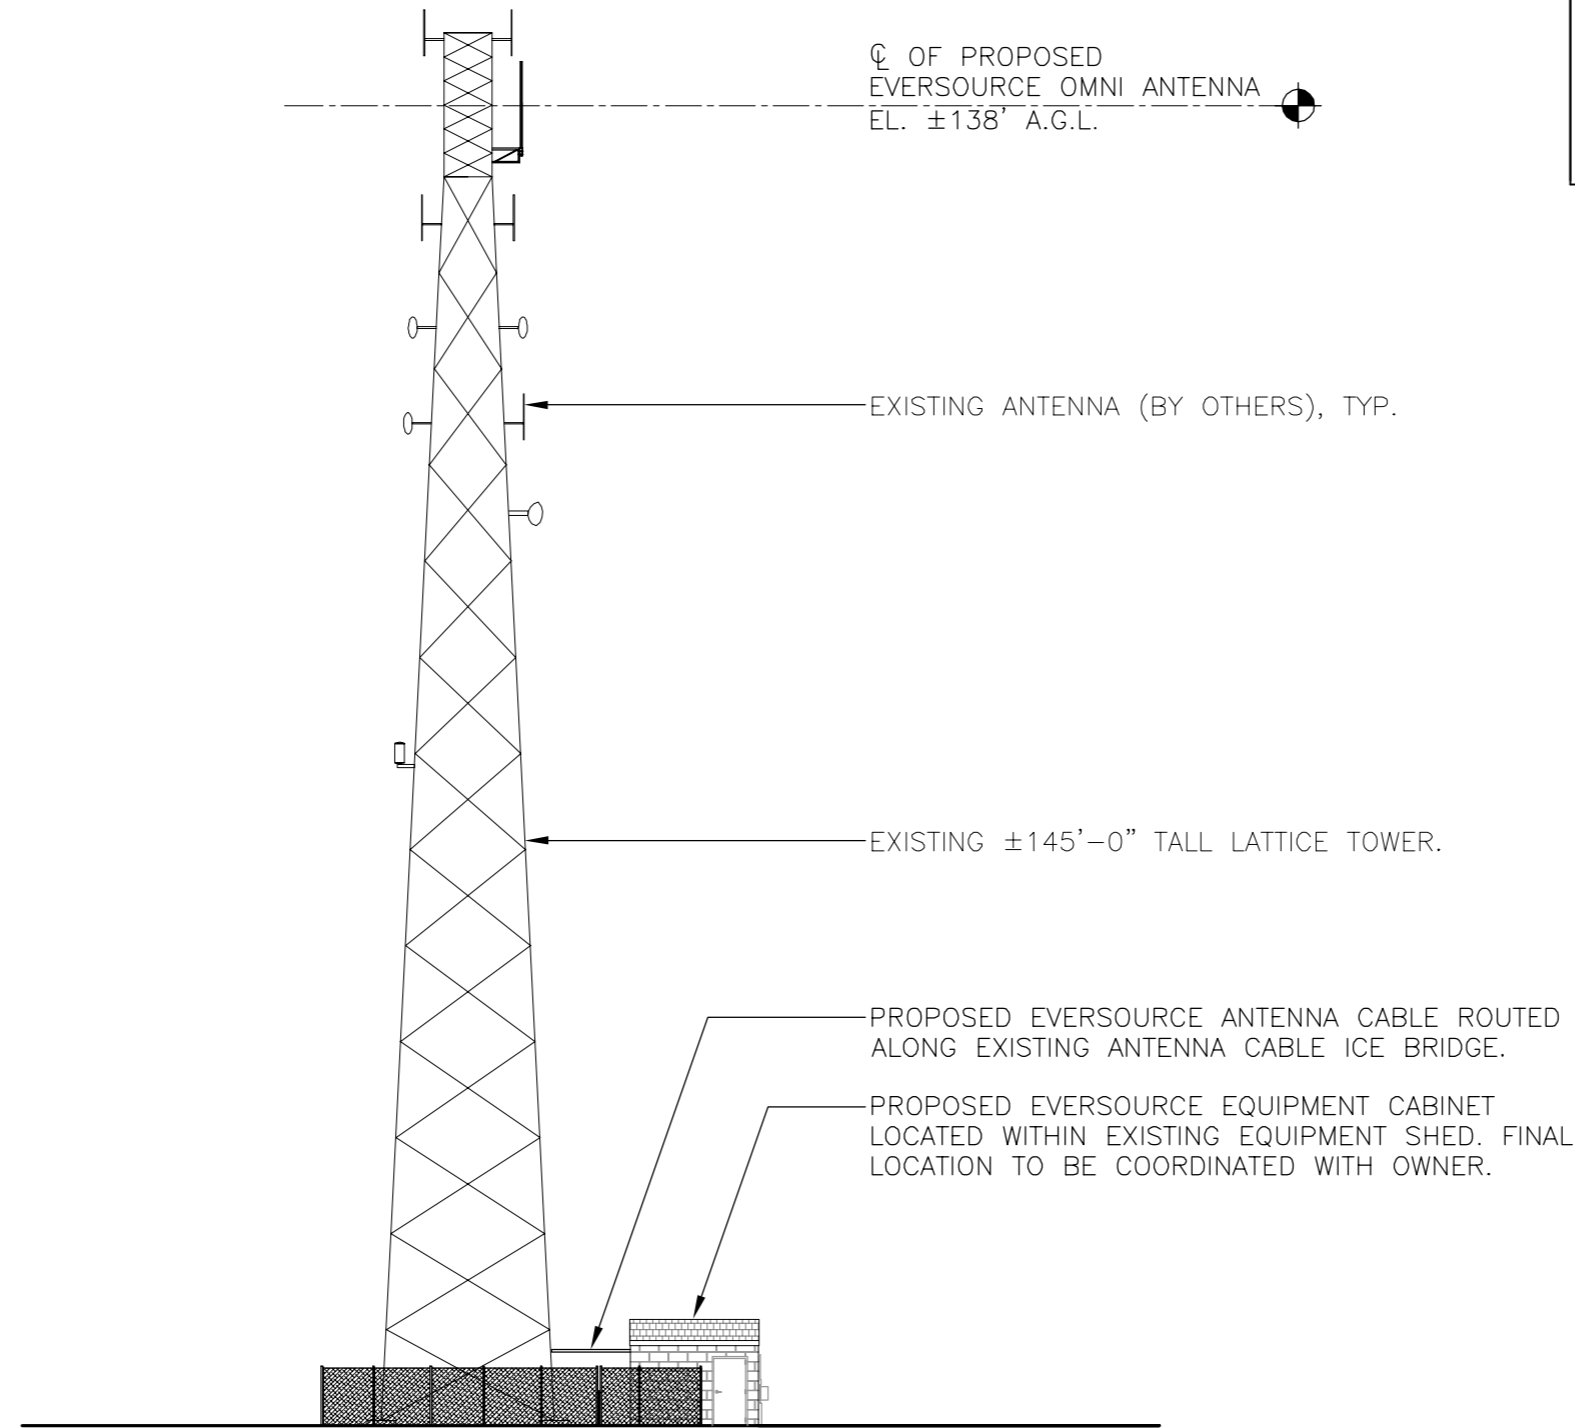 ℄ OF PROPOSED
EVERSOURCE OMNI ANTENNA
EL. ±138' A.G.L.
EXISTING ANTENNA (BY OTHERS), TYP.
EXISTING ±145'-0" TALL LATTICE TOWER.
PROPOSED EVERSOURCE ANTENNA CABLE ROUTED
ALONG EXISTING ANTENNA CABLE ICE BRIDGE.
PROPOSED EVERSOURCE EQUIPMENT CABINET
LOCATED WITHIN EXISTING EQUIPMENT SHED. FINAL
LOCATION TO BE COORDINATED WITH OWNER.